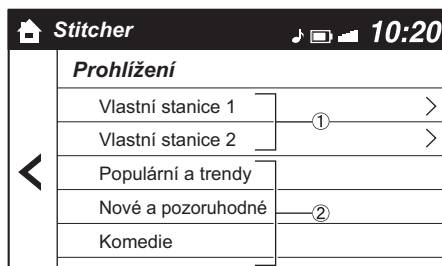 Stitcher 10:20
Prohlížení
Vlastní stanice 1
①
Vlastní stanice 2
Populární a trendy
Nové a pozoruhodné
②
Komedie